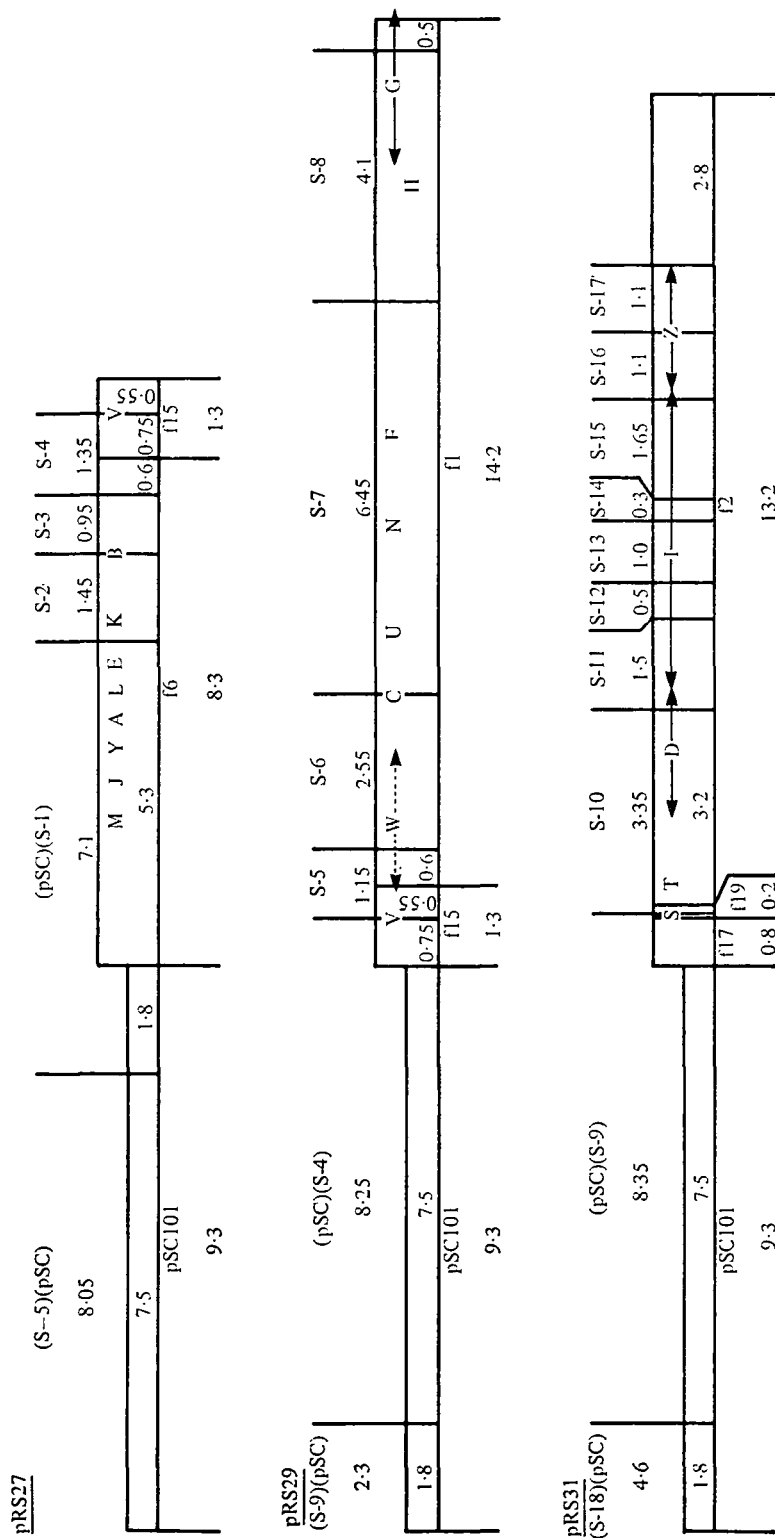 pRS27
(S-5)(pSC) (pSC)(S-1) S-2 S-3 S-4
8·05 7·1 1·45 0·95 1·35
7·5 1·8 M J Y A L E K B V
5·3 0·6 0·75 0·55
pSC101 f6 f15
9·3 8·3 1·3
pRS29
(S-9)(pSC) (pSC)(S-4) S-5 S-6 S-7 S-8
2·3 8·25 1·15 2·55 6·45 4·1
1·8 7·5 V W C U N F H G
0·75 0·55 0·6 0·5
pSC101 f15 f1
9·3 1·3 14·2
pRS31
(S-18)(pSC) (pSC)(S-9) S-10 S-11 S-12 S-13 S-14 S-15 S-16 S-17
4·6 8·35 3·35 1·5 0·5 1·0 0·3 1·65 1·1 1·1
1·8 7·5 S T D I Z
3·2 2·8
pSC101 f17 f19 f2
9·3 0·8 0·2 13·2